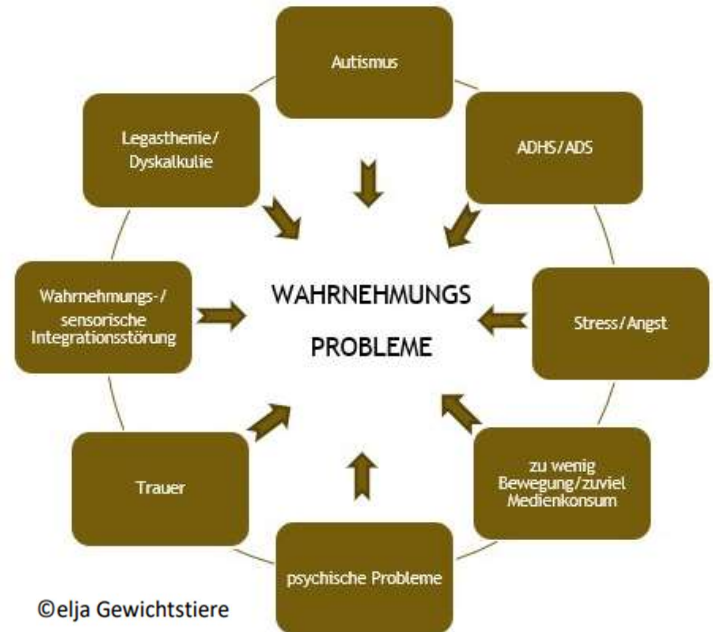 Autismus
ADHS/ADS
Stress/Angst
zu wenig
Bewegung/zuviel
Medienkonsum
psychische Probleme
Trauer
Wahrnehmungs-/
sensorische
Integrationsstörung
Legasthenie/
Dyskalkulie
WAHRNEHMUNGS
PROBLEME
©elja Gewichtstiere